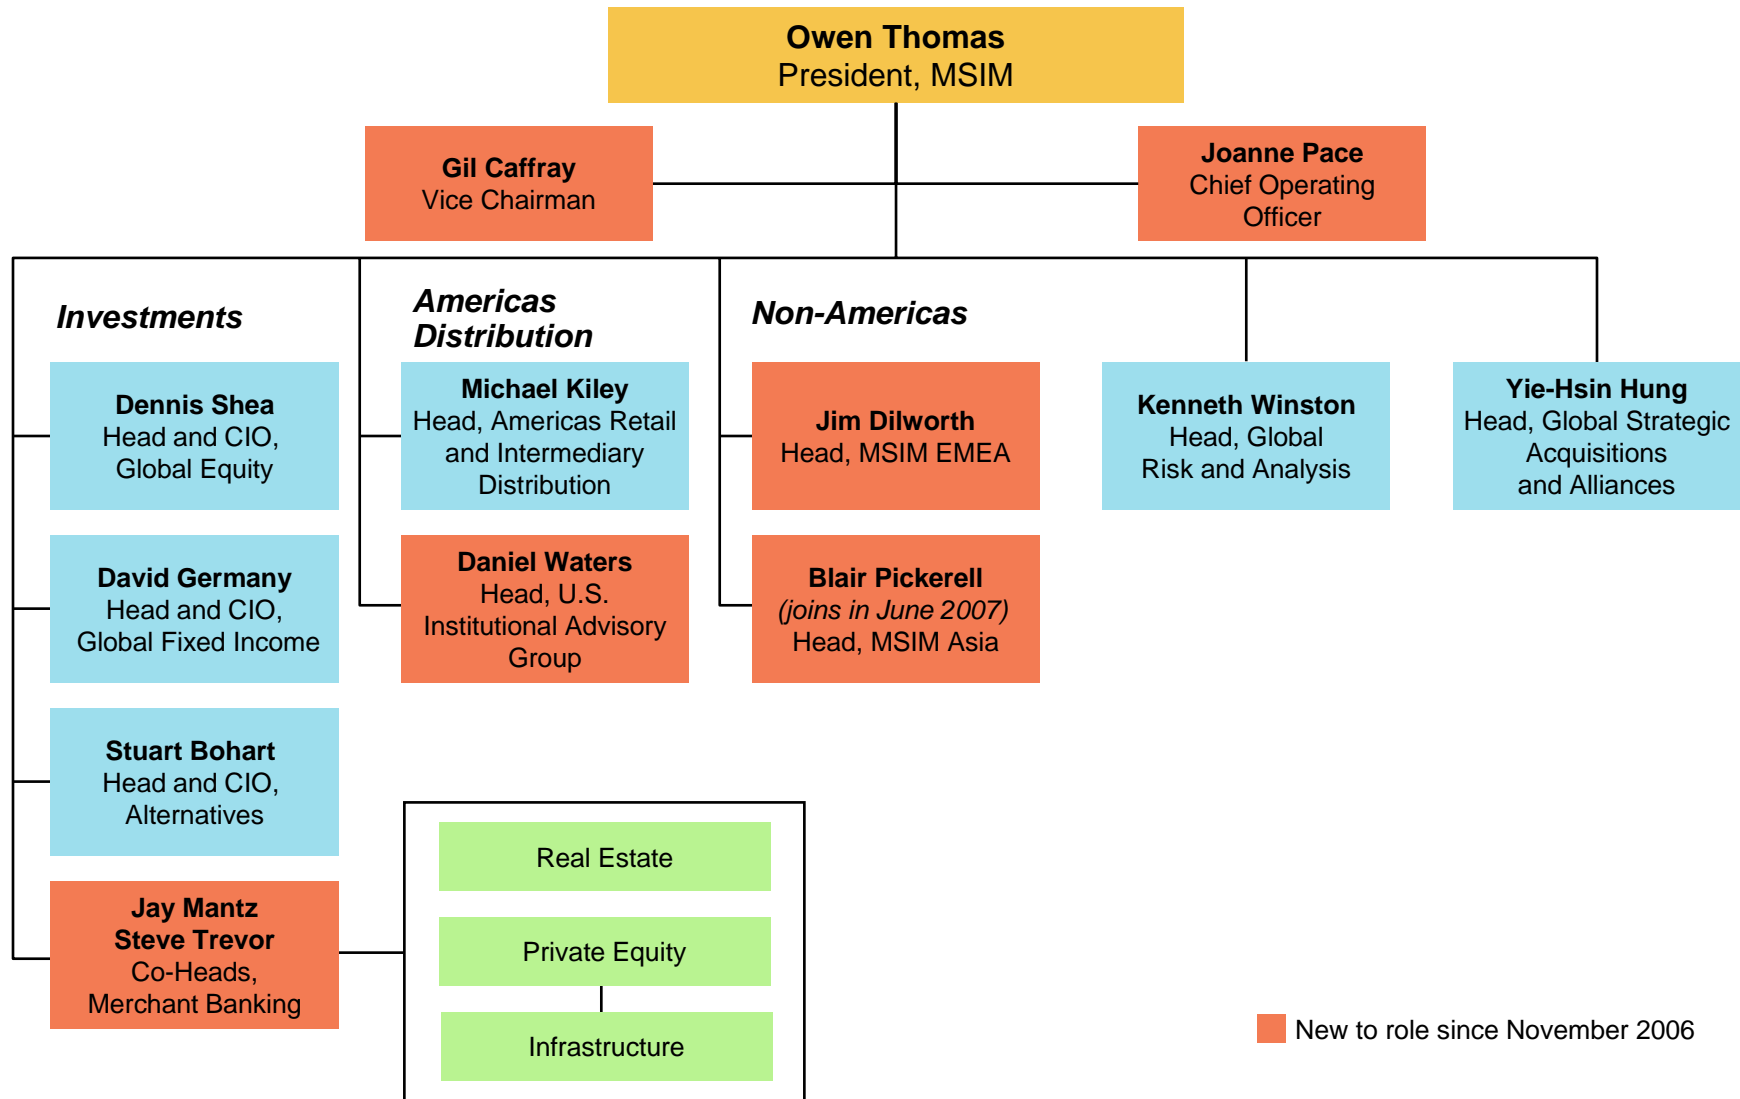 Owen Thomas
President, MSIM
Gil Caffray
Vice Chairman
Joanne Pace
Chief Operating
Officer
Investments
Dennis Shea
Head and CIO,
Global Equity
David Germany
Head and CIO,
Global Fixed Income
Stuart Bohart
Head and CIO,
Alternatives
Jay Mantz
Steve Trevor
Co-Heads,
Merchant Banking
Real Estate
Private Equity
Infrastructure
Americas
Distribution
Michael Kiley
Head, Americas Retail
and Intermediary
Distribution
Daniel Waters
Head, U.S.
Institutional Advisory
Group
Non-Americas
Jim Dilworth
Head, MSIM EMEA
Blair Pickerell
(joins in June 2007)
Head, MSIM Asia
Kenneth Winston
Head, Global
Risk and Analysis
Yie-Hsin Hung
Head, Global Strategic
Acquisitions
and Alliances
New to role since November 2006